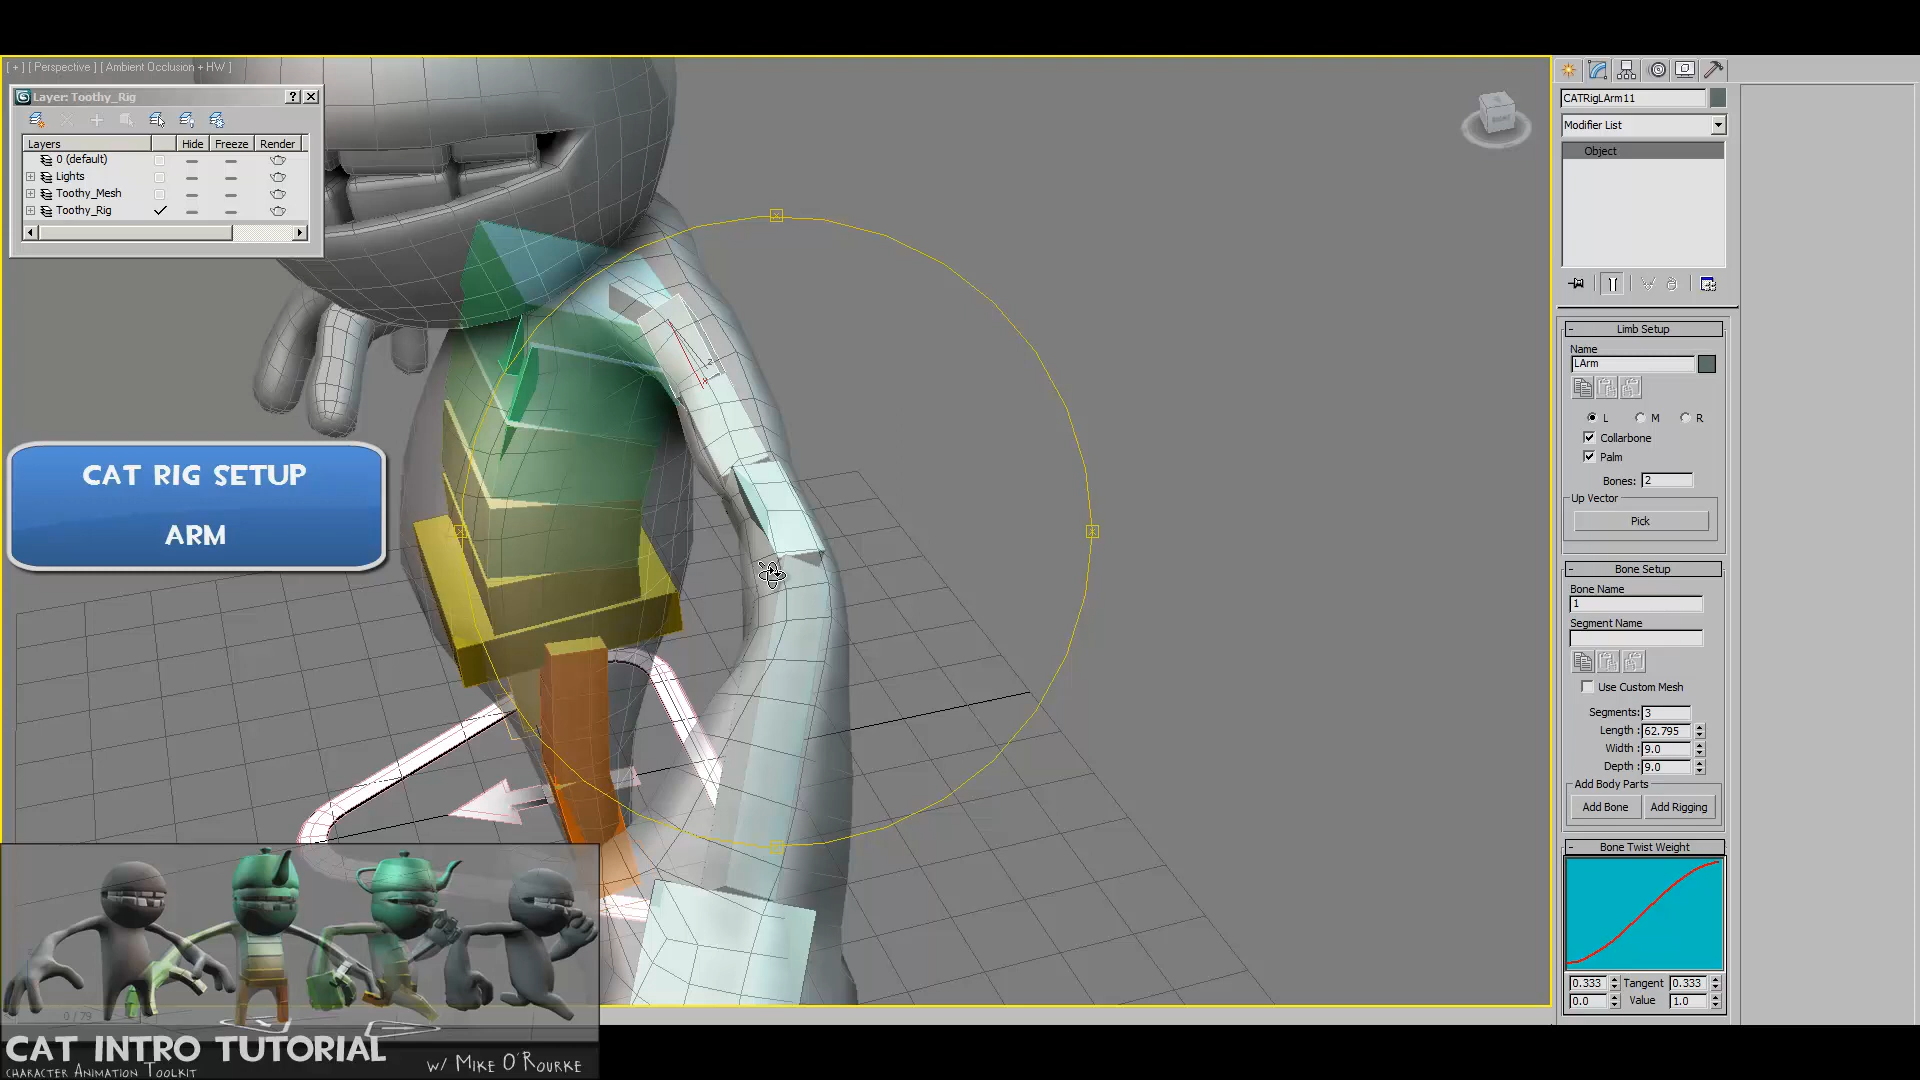 [ + ] [ Perspective ] [ Ambient Occlusion + HW ]
Layer: Toothy_Rig
?
Layers Hide Freeze Render
0 (default)
Lights
Toothy_Mesh
Toothy_Rig
CAT RIG SETUP
ARM
0 / 79
CAT INTRO TUTORIAL
CHARACTER ANIMATION TOOLKIT
W/ MIKE O'ROURKE
CATRigLArm11
Modifier List
Object
- Limb Setup
Name
LArm
L M R
Collarbone
Palm
Bones: 2
Up Vector
Pick
- Bone Setup
Bone Name
1
Segment Name
Use Custom Mesh
Segments: 3
Length : 62.795
Width : 9.0
Depth : 9.0
Add Body Parts
Add Bone Add Rigging
- Bone Twist Weight
0.333 Tangent 0.333
0.0 Value 1.0